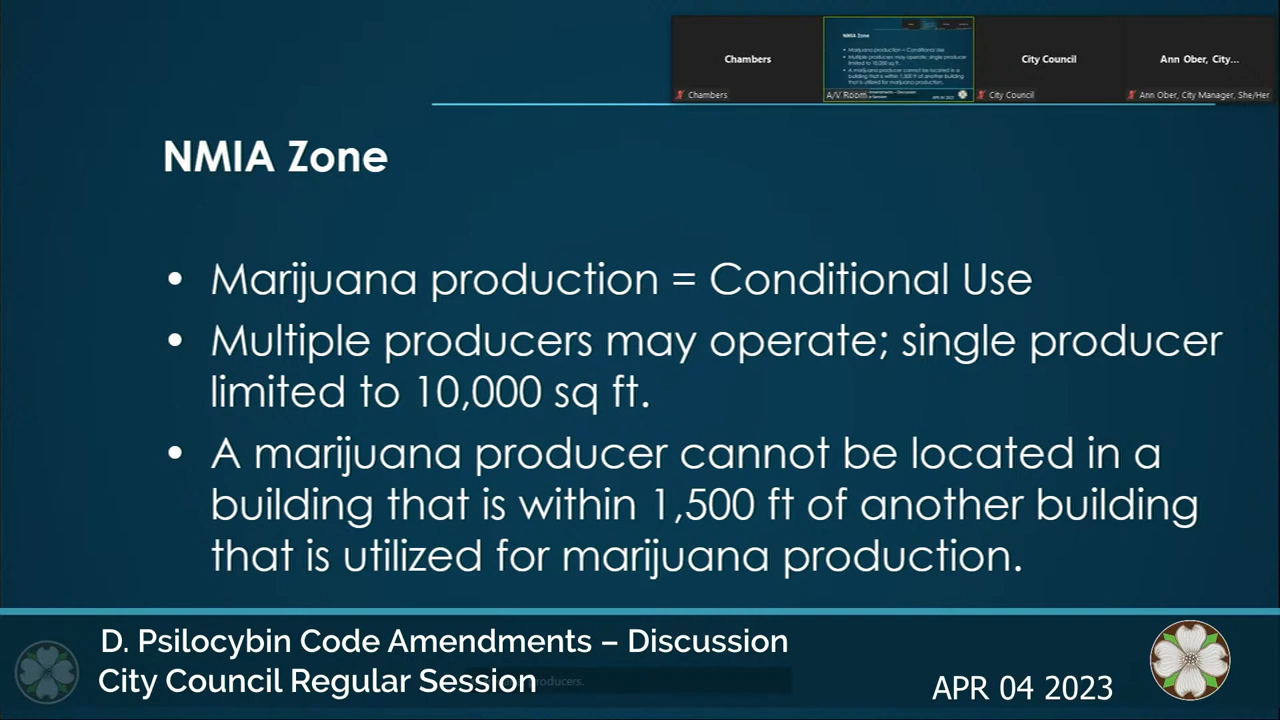 Chambers
City Council
Ann Ober, City...
Chambers
A/V Room
City Council
Ann Ober, City Manager, She/Her
NMIA Zone
• Marijuana production = Conditional Use
• Multiple producers may operate; single producer
limited to 10,000 sq ft.
• A marijuana producer cannot be located in a
building that is within 1,500 ft of another building
that is utilized for marijuana production.
D. Psilocybin Code Amendments – Discussion
City Council Regular Session
APR 04 2023